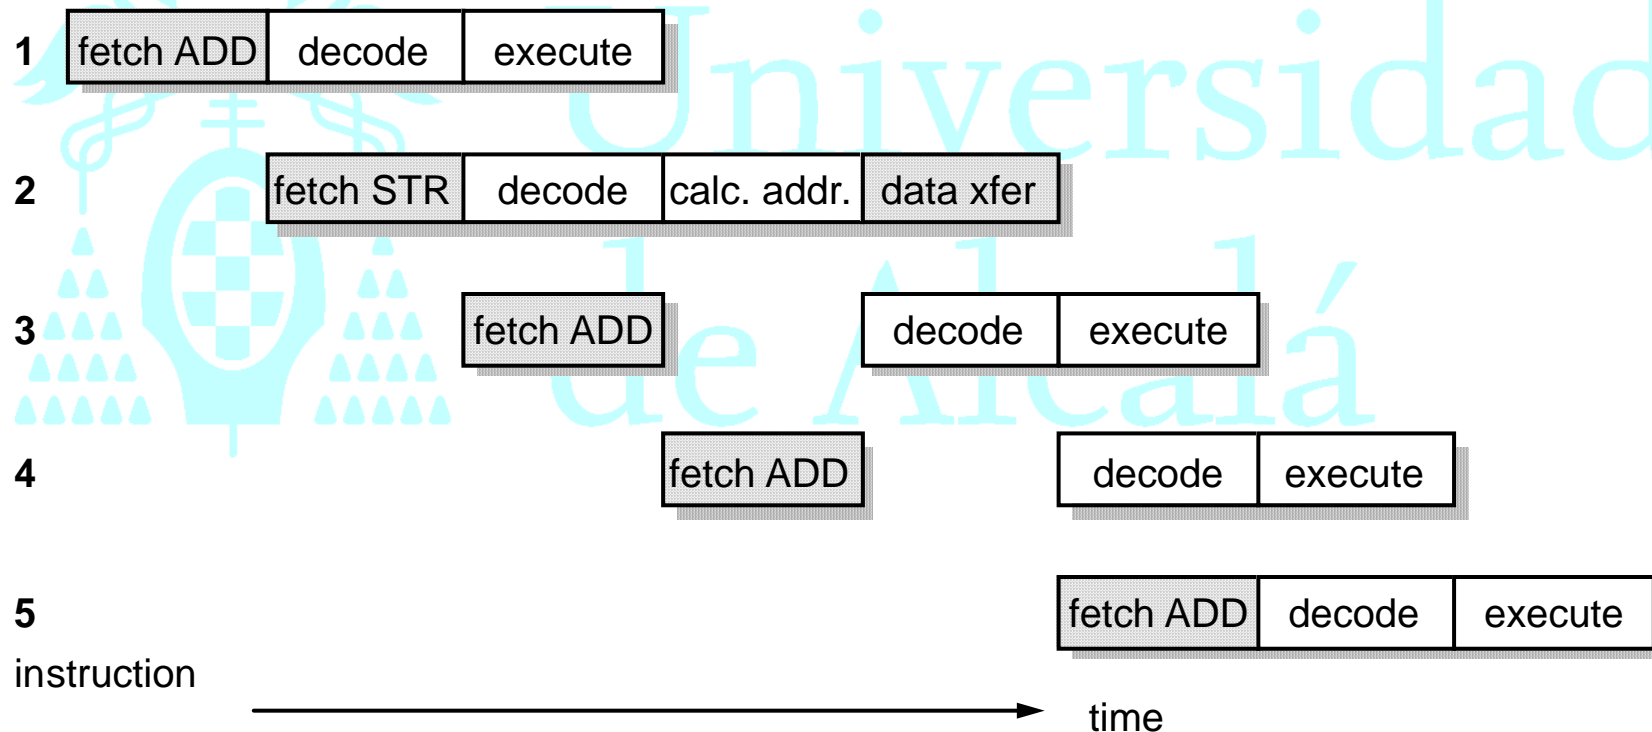 1 fetch ADD decode execute
Universidad
2 fetch STR decode calc. addr. data xfer
de Alcalá
3 fetch ADD decode execute
4 fetch ADD decode execute
5 fetch ADD decode execute
instruction
time